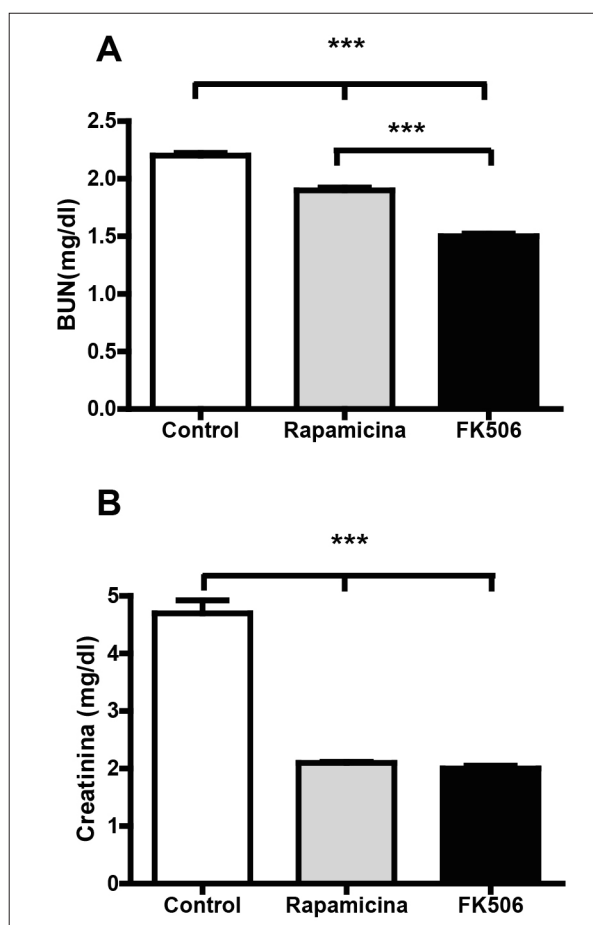 A
***
***
2.5
2.0
1.5
1.0
0.5
0.0
BUN(mg/dl)
Control Rapamicina FK506
B
***
5
4
3
2
1
0
Creatinina (mg/dl)
Control Rapamicina FK506